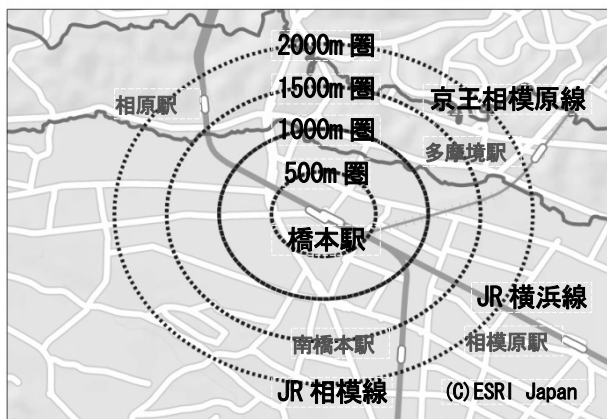 2000m圏
1500m圏
京王相模原線
相原駅
1000m圏
多摩境駅
500m圏
橋本駅
JR横浜線
南橋本駅
相模原駅
JR相模線
(C)ESRI Japan